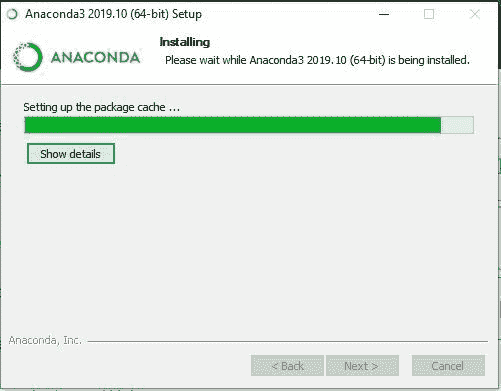 Anaconda3 2019.10 (64-bit) Setup
Installing
Please wait while Anaconda3 2019.10 (64-bit) is being installed.
ANACONDA
Setting up the package cache ...
Show details
Anaconda, Inc.
< Back Next > Cancel